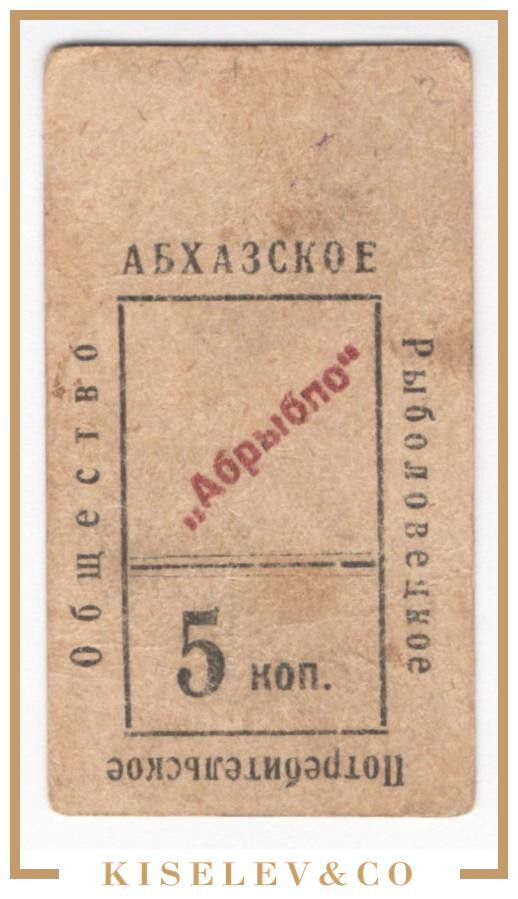 АБХАЗСКОЕ
Рыболовецкое
Потребительское
Общество
„Абрыбпо“
5 коп.
KISELEV&CO